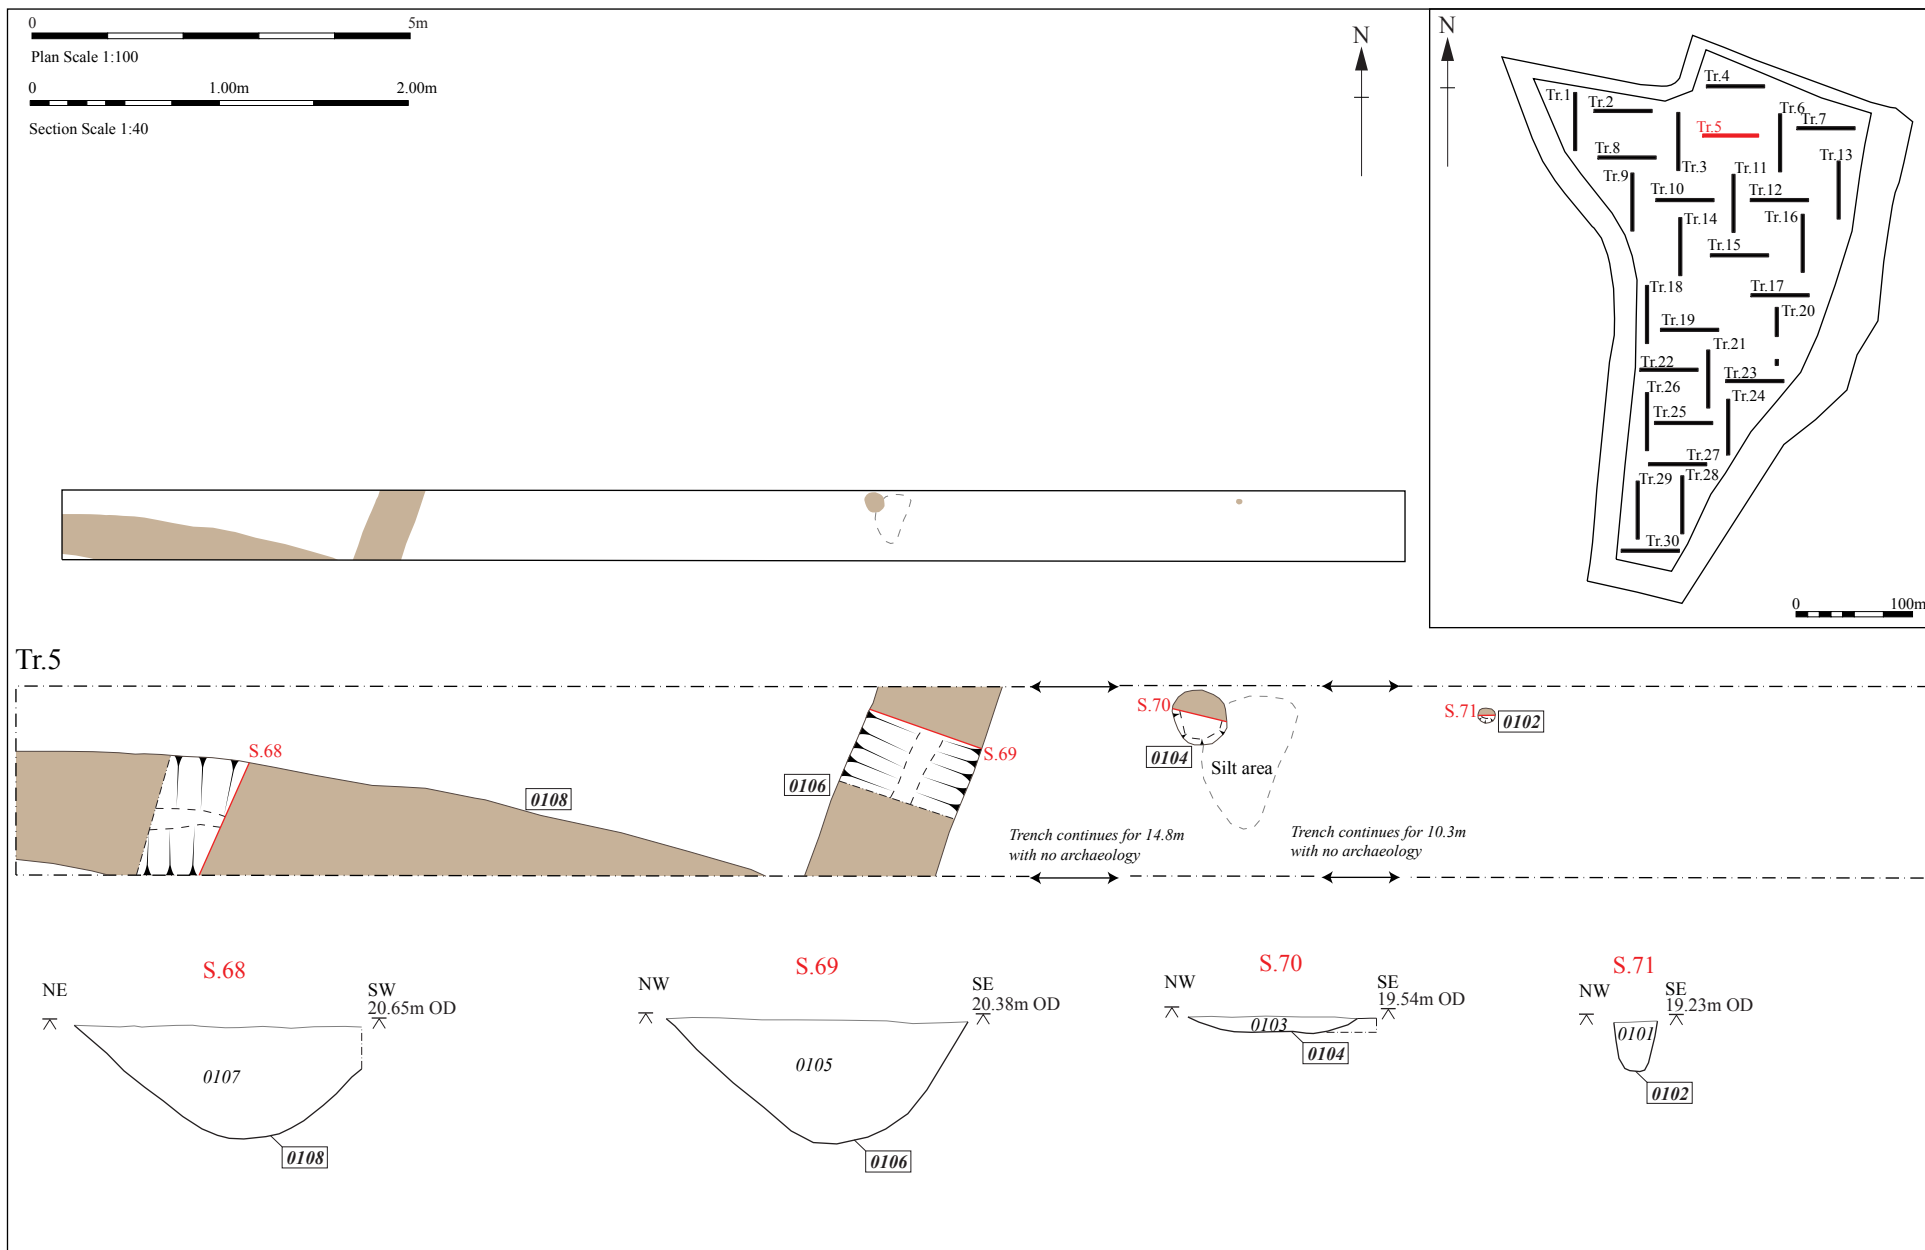 0 5m
Plan Scale 1:100
0 1.00m 2.00m
Section Scale 1:40
N
N
Tr.4
Tr.1
Tr.2
Tr.6
Tr.7
Tr.5
Tr.8
Tr.13
Tr.3
Tr.11
Tr.9
Tr.10
Tr.12
Tr.14
Tr.16
Tr.15
Tr.18
Tr.17
Tr.20
Tr.19
Tr.21
Tr.22
Tr.23
Tr.26
Tr.24
Tr.25
Tr.27
Tr.29
Tr.28
Tr.30
0 100m
Tr.5
S.68
0108
0106
S.69
S.70
0104
Silt area
S.71
0102
Trench continues for 14.8m
with no archaeology
Trench continues for 10.3m
with no archaeology
S.68
NE SW
20.65m OD
0107
0108
S.69
NW SE
20.38m OD
0105
0106
S.70
NW SE
19.54m OD
0103
0104
S.71
NW SE
19.23m OD
0101
0102